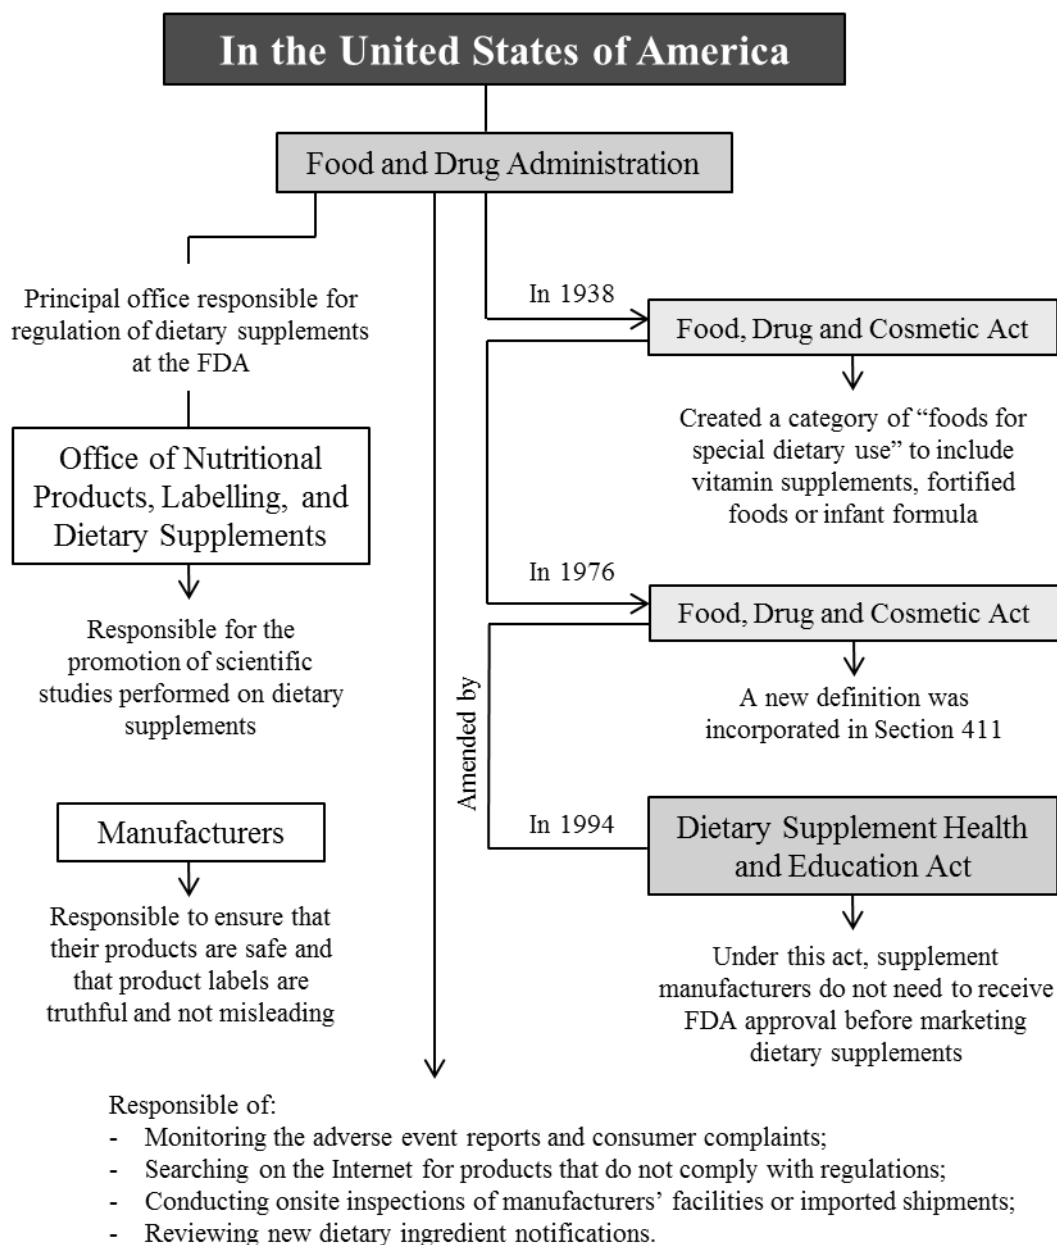 In the United States of America
Food and Drug Administration
Principal office responsible for
regulation of dietary supplements
at the FDA
Office of Nutritional
Products, Labelling, and
Dietary Supplements
Responsible for the
promotion of scientific
studies performed on dietary
supplements
Manufacturers
Responsible to ensure that
their products are safe and
that product labels are
truthful and not misleading
In 1938
Food, Drug and Cosmetic Act
Created a category of “foods for
special dietary use” to include
vitamin supplements, fortified
foods or infant formula
In 1976
Food, Drug and Cosmetic Act
A new definition was
incorporated in Section 411
Amended by
In 1994
Dietary Supplement Health
and Education Act
Under this act, supplement
manufacturers do not need to receive
FDA approval before marketing
dietary supplements
Responsible of:
- Monitoring the adverse event reports and consumer complaints;
- Searching on the Internet for products that do not comply with regulations;
- Conducting onsite inspections of manufacturers’ facilities or imported shipments;
- Reviewing new dietary ingredient notifications.